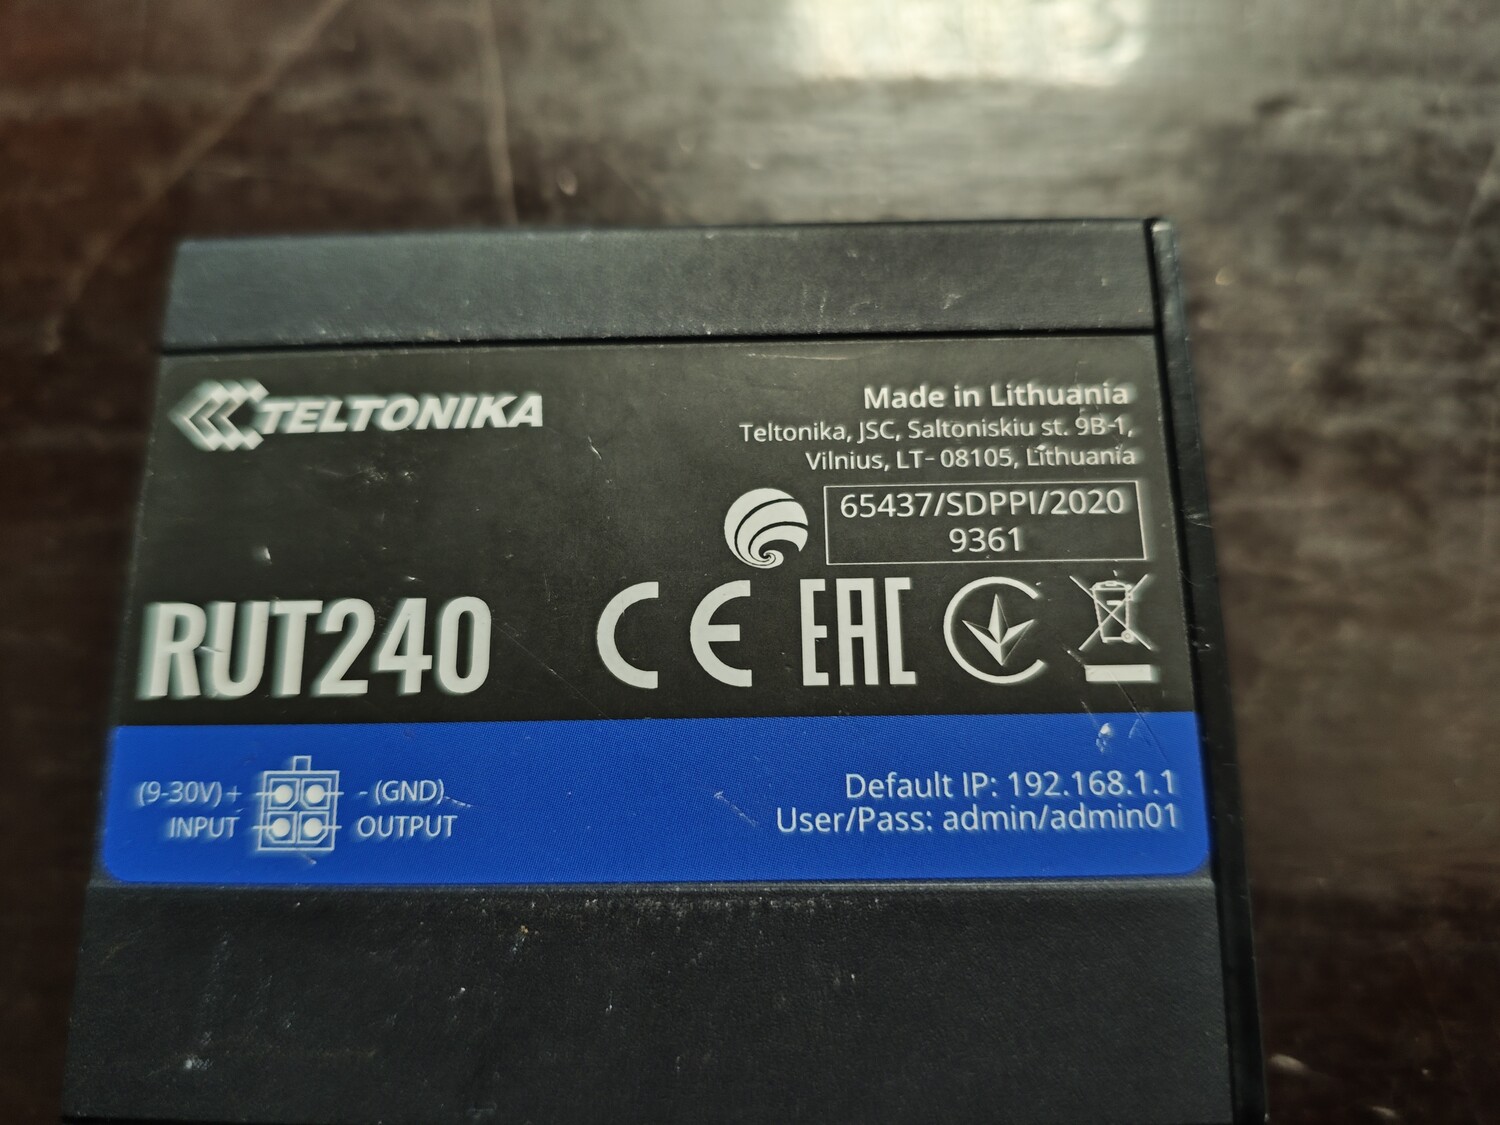 TELTONIKA
Made in Lithuania
Teltonika, JSC, Saltoniskiu st. 9B-1,
Vilnius, LT- 08105, Lithuania
65437/SDPPI/2020
9361
RUT240
CE EAC
(9-30V)+ - (GND)
INPUT OUTPUT
Default IP: 192.168.1.1
User/Pass: admin/admin01